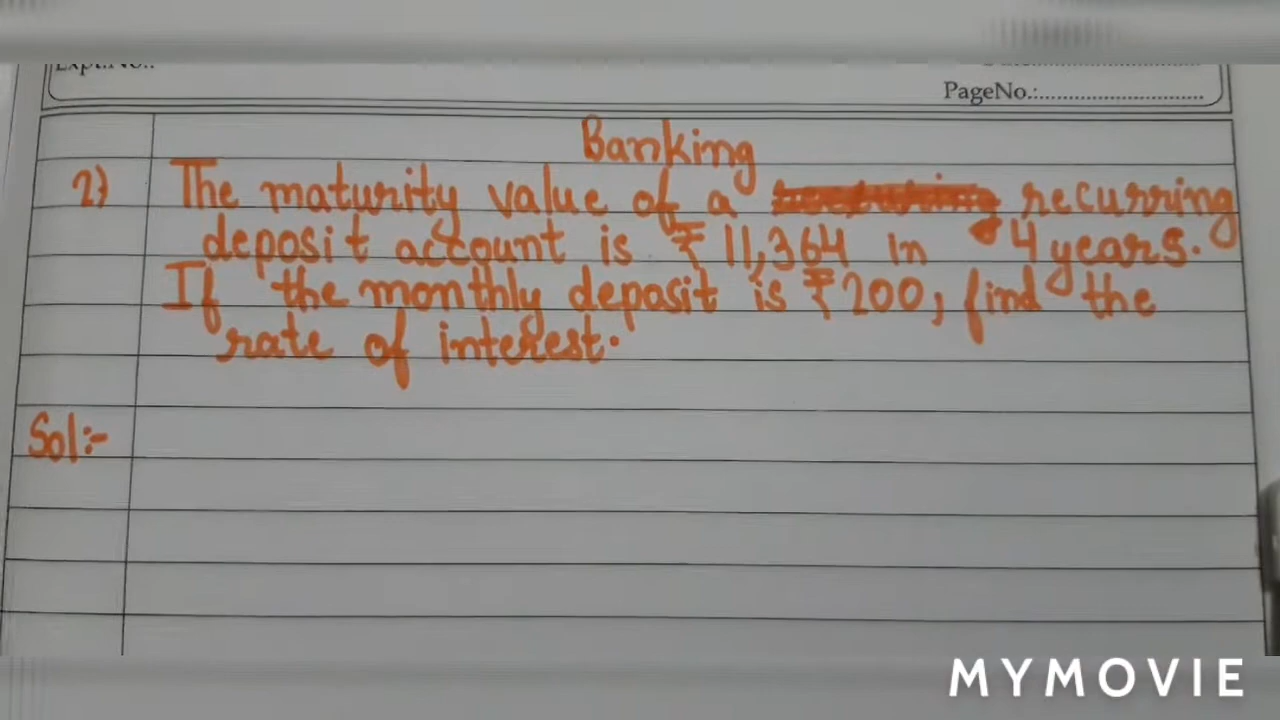 PageNo.:
Banking
2) The maturity value of a recurring
deposit account is ₹ 11,364 in 4 years.
If the monthly deposit is ₹ 200, find the
rate of interest.
Sol:-
MYMOVIE